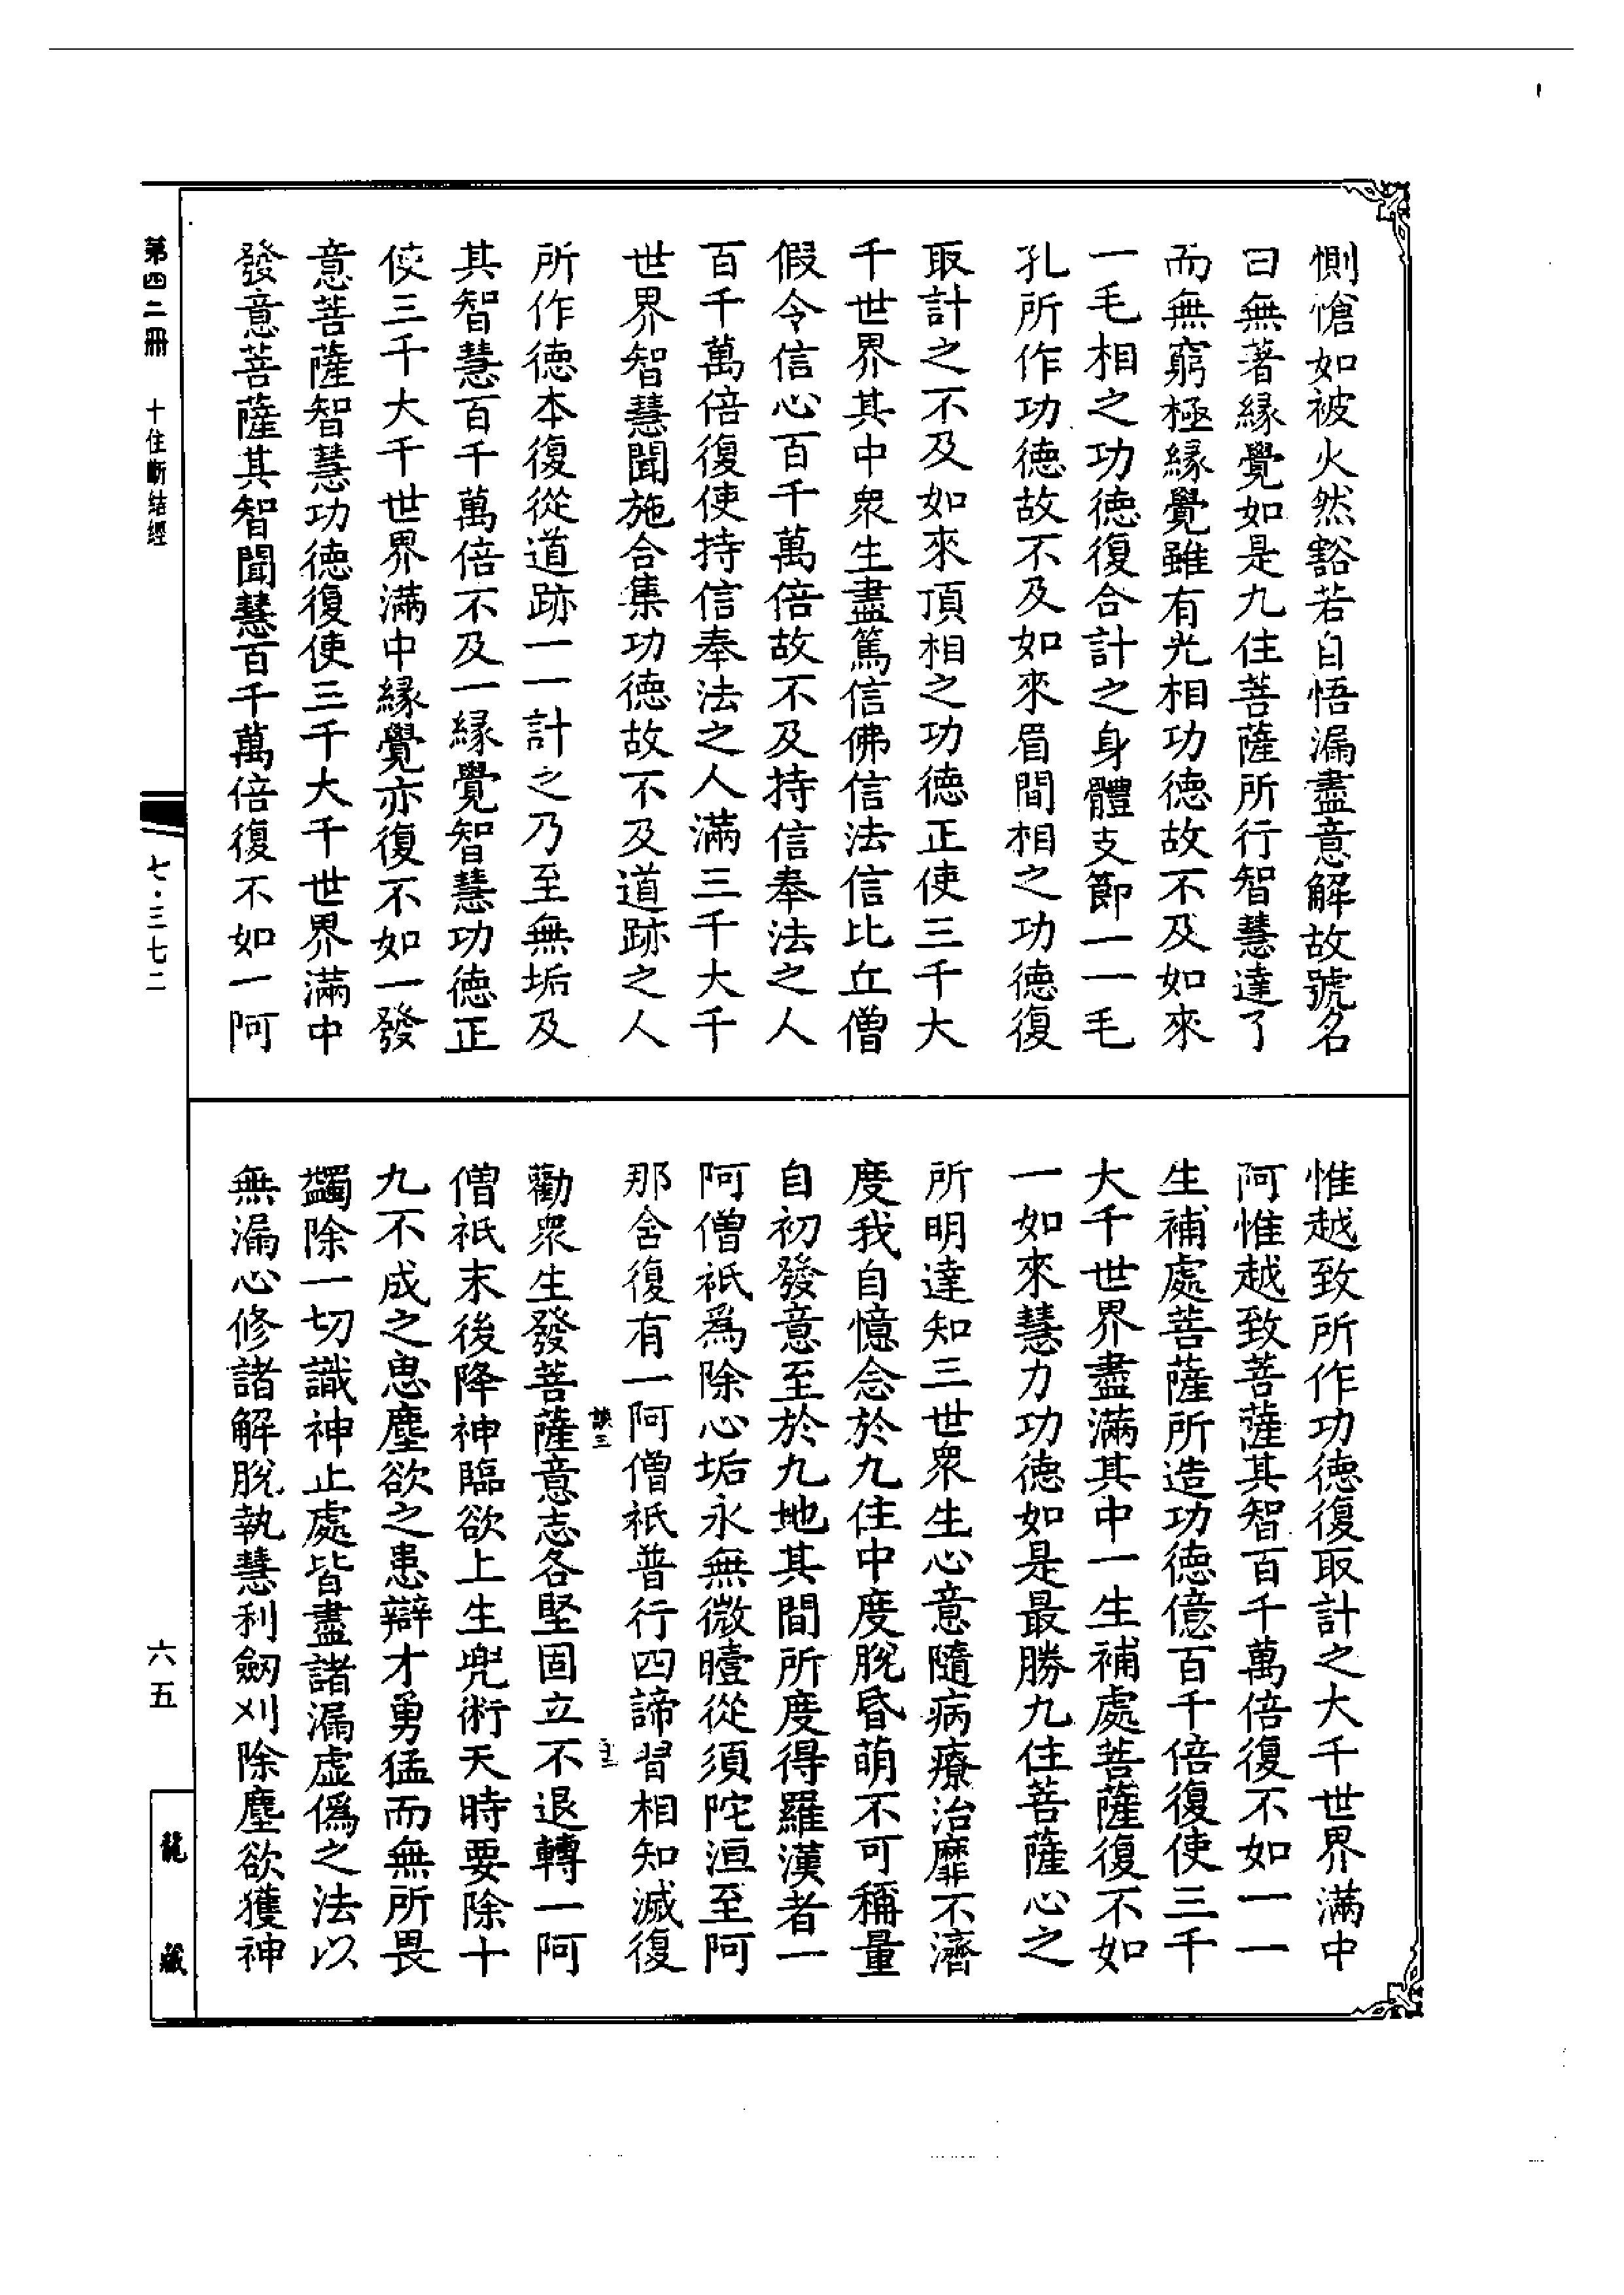 惻愴如被火然豁若自悟漏盡意解故號名
曰無著緣覺如是九住菩薩所行智慧達了
而無窮極緣覺雖有光相功德故不及如來
一毛相之功德復合計之身體支節一一毛
孔所作功德故不及如來眉間相之功德復
取計之不及如來頂相之功德正使三千大
千世界其中衆生盡篤信佛信法信比丘僧
假令信心百千萬倍故不及持信奉法之人
百千萬倍復使持信奉法之人滿三千大千
世界智慧聞施合集功德故不及道跡之人
所作德本復從道跡一一計之乃至無垢及
其智慧百千萬倍不及一緣覺智慧功德正
使三千大千世界滿中緣覺亦復不如一發
意菩薩智慧功德復使三千大千世界滿中
發意菩薩其智聞慧百千萬倍復不如一阿
惟越致所作功德復取計之大千世界滿中
阿惟越致菩薩其智百千萬倍復不如一一
生補處菩薩所造功德億百千倍復使三千
大千世界盡滿其中一生補處菩薩復不如
一如來慧力功德如是最勝九住菩薩心之
所明達知三世衆生心意隨病療治靡不濟
度我自憶念於九住中度脫昏萌不可稱量
自初發意至於九地其間所度得羅漢者一
阿僧祇爲除心垢永無微曀從須陀洹至阿
那含復有一阿僧祇普行四諦習相知滅復
勸衆生發菩薩意志各堅固立不退轉一阿
僧祇末後降神臨欲上生兜術天時要除十
九不成之患塵欲之患辯才勇猛而無所畏
蠲除一切識神止處皆盡諸漏虛僞之法以
無漏心修諸解脫執慧利劒刈除塵欲獲神
第四二冊 十住斷結經
七・三七二
六五
龍藏